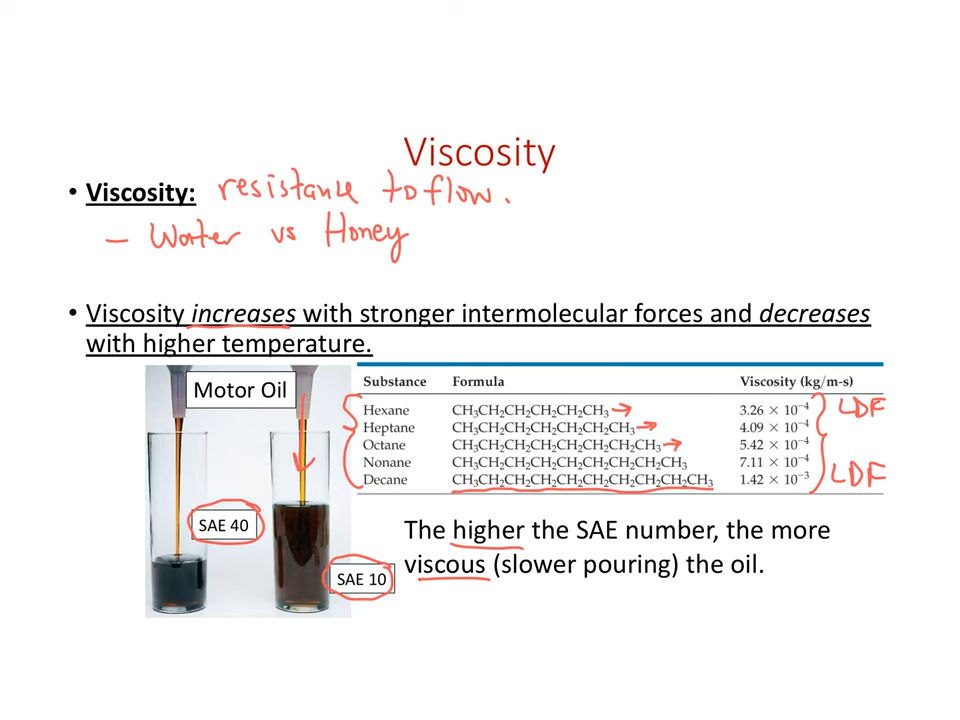 Viscosity
• Viscosity: resistance to flow.
– Water vs Honey
• Viscosity increases with stronger intermolecular forces and decreases
with higher temperature.
Motor Oil
SAE 40
SAE 10
Substance Formula Viscosity (kg/m-s)
Hexane CH₃CH₂CH₂CH₂CH₂CH₃ → 3.26 × 10⁻⁴ LDF
Heptane CH₃CH₂CH₂CH₂CH₂CH₂CH₃ → 4.09 × 10⁻⁴
Octane CH₃CH₂CH₂CH₂CH₂CH₂CH₂CH₃ → 5.42 × 10⁻⁴
Nonane CH₃CH₂CH₂CH₂CH₂CH₂CH₂CH₂CH₃ 7.11 × 10⁻⁴
Decane CH₃CH₂CH₂CH₂CH₂CH₂CH₂CH₂CH₂CH₃ 1.42 × 10⁻³ LDF
The higher the SAE number, the more
viscous (slower pouring) the oil.